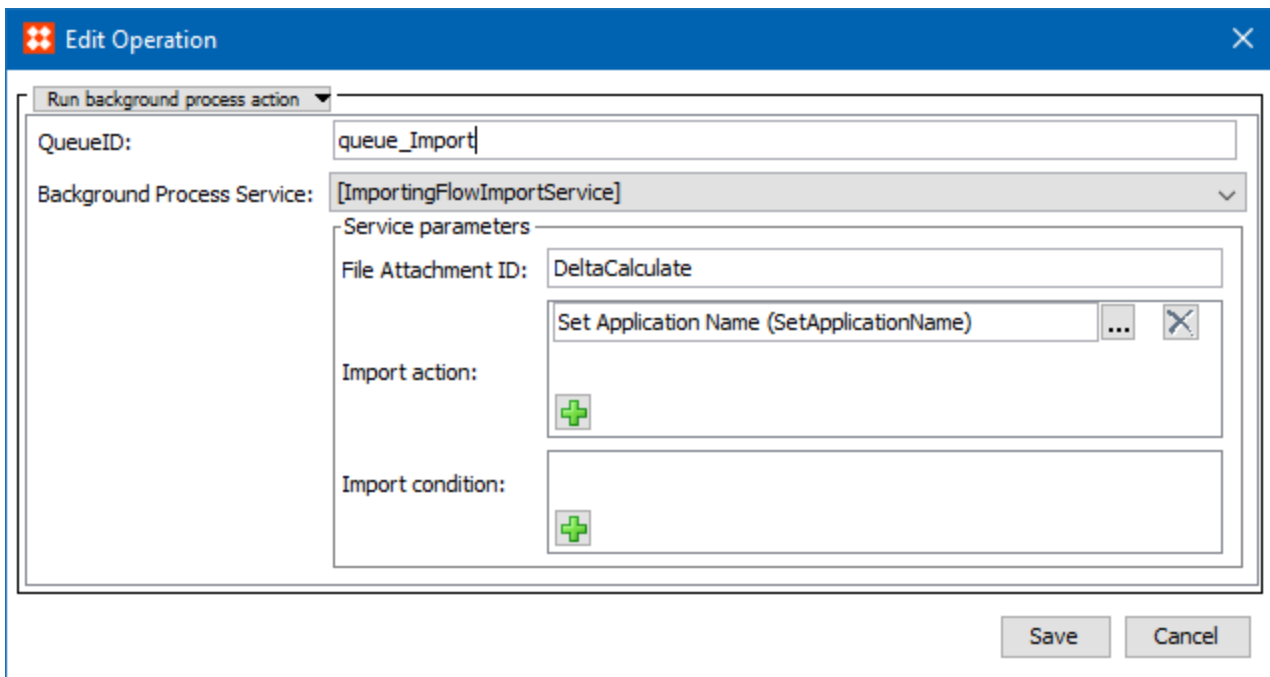 Edit Operation
Run background process action
QueueID: queue_Import
Background Process Service: [ImportingFlowImportService]
Service parameters
File Attachment ID: DeltaCalculate
Set Application Name (SetApplicationName) ...
Import action:
Import condition:
Save Cancel